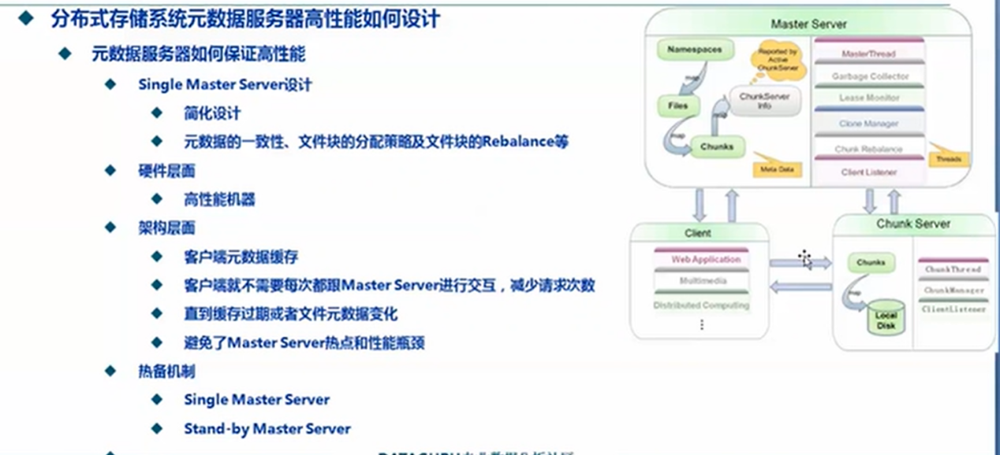 分布式存储系统元数据服务器高性能如何设计
元数据服务器如何保证高性能
Single Master Server设计
简化设计
元数据的一致性、文件块的分配策略及文件块的Rebalance等
硬件层面
高性能机器
架构层面
客户端元数据缓存
客户端就不需要每次都跟Master Server进行交互，减少请求次数
直到缓存过期或者文件元数据变化
避免了Master Server热点和性能瓶颈
热备机制
Single Master Server
Stand-by Master Server
Master Server
Namespaces
Reported by
Active
ChunkServer
map
ChunkServer
Info
Files
map
map
Chunks
Meta Data
MasterThread
Garbage Collector
Lease Monitor
Clone Manager
Chunk Rebalance
Client Listener
Threads
Client
Web Application
Multimedia
Distributed Computing
⋮
Chunk Server
Chunks
map
Local
Disk
ChunkThread
ChunkManager
ClientListener